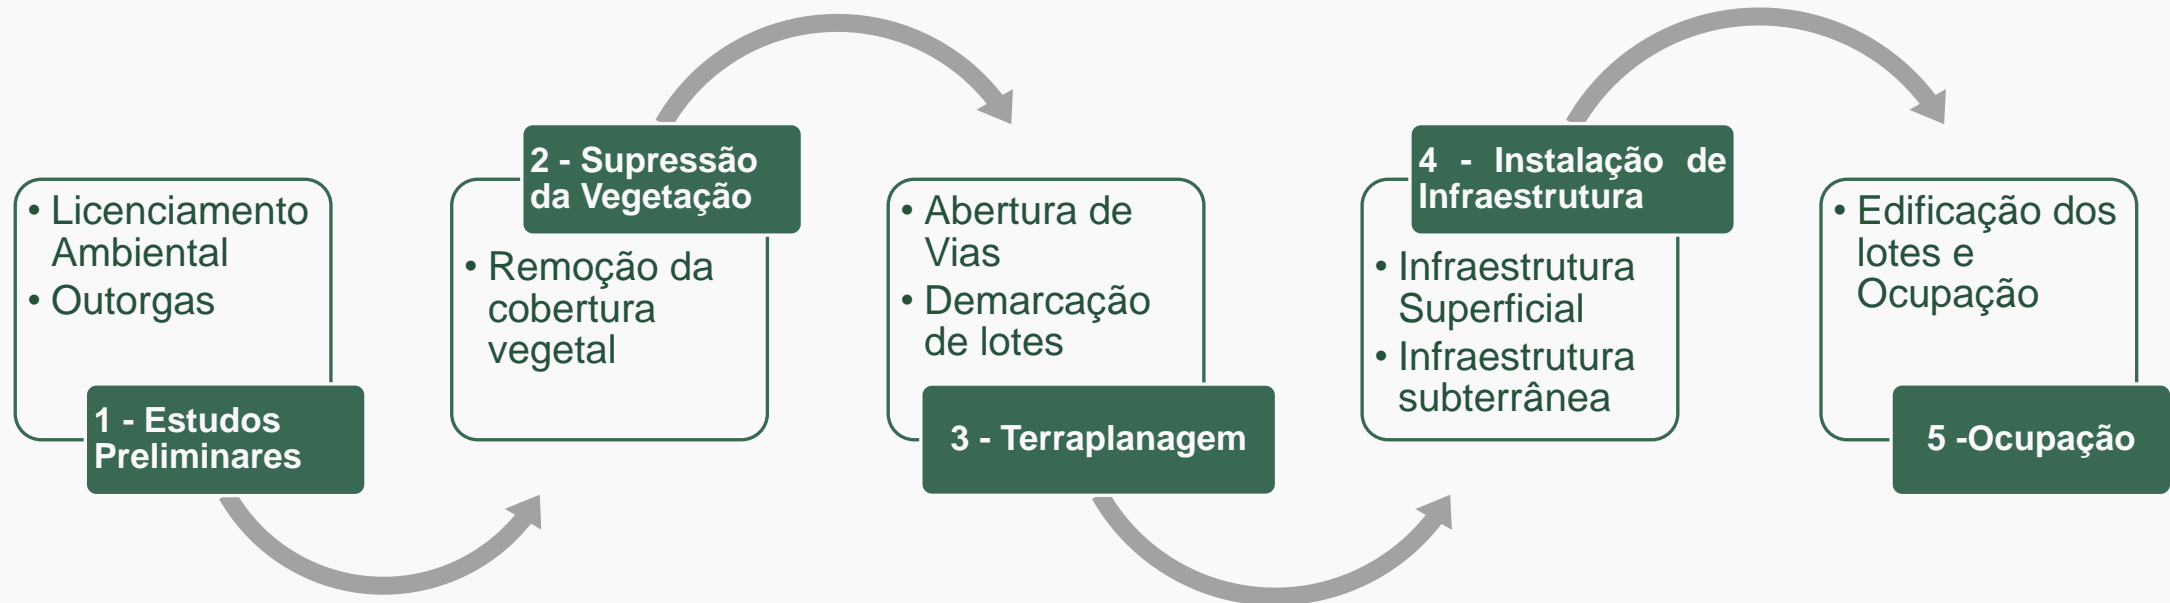 • Licenciamento
Ambiental
• Outorgas
1 - Estudos
Preliminares
2 - Supressão
da Vegetação
• Remoção da
cobertura
vegetal
• Abertura de
Vias
• Demarcação
de lotes
3 - Terraplanagem
4 - Instalação de
Infraestrutura
• Infraestrutura
Superficial
• Infraestrutura
subterrânea
• Edificação dos
lotes e
Ocupação
5 -Ocupação